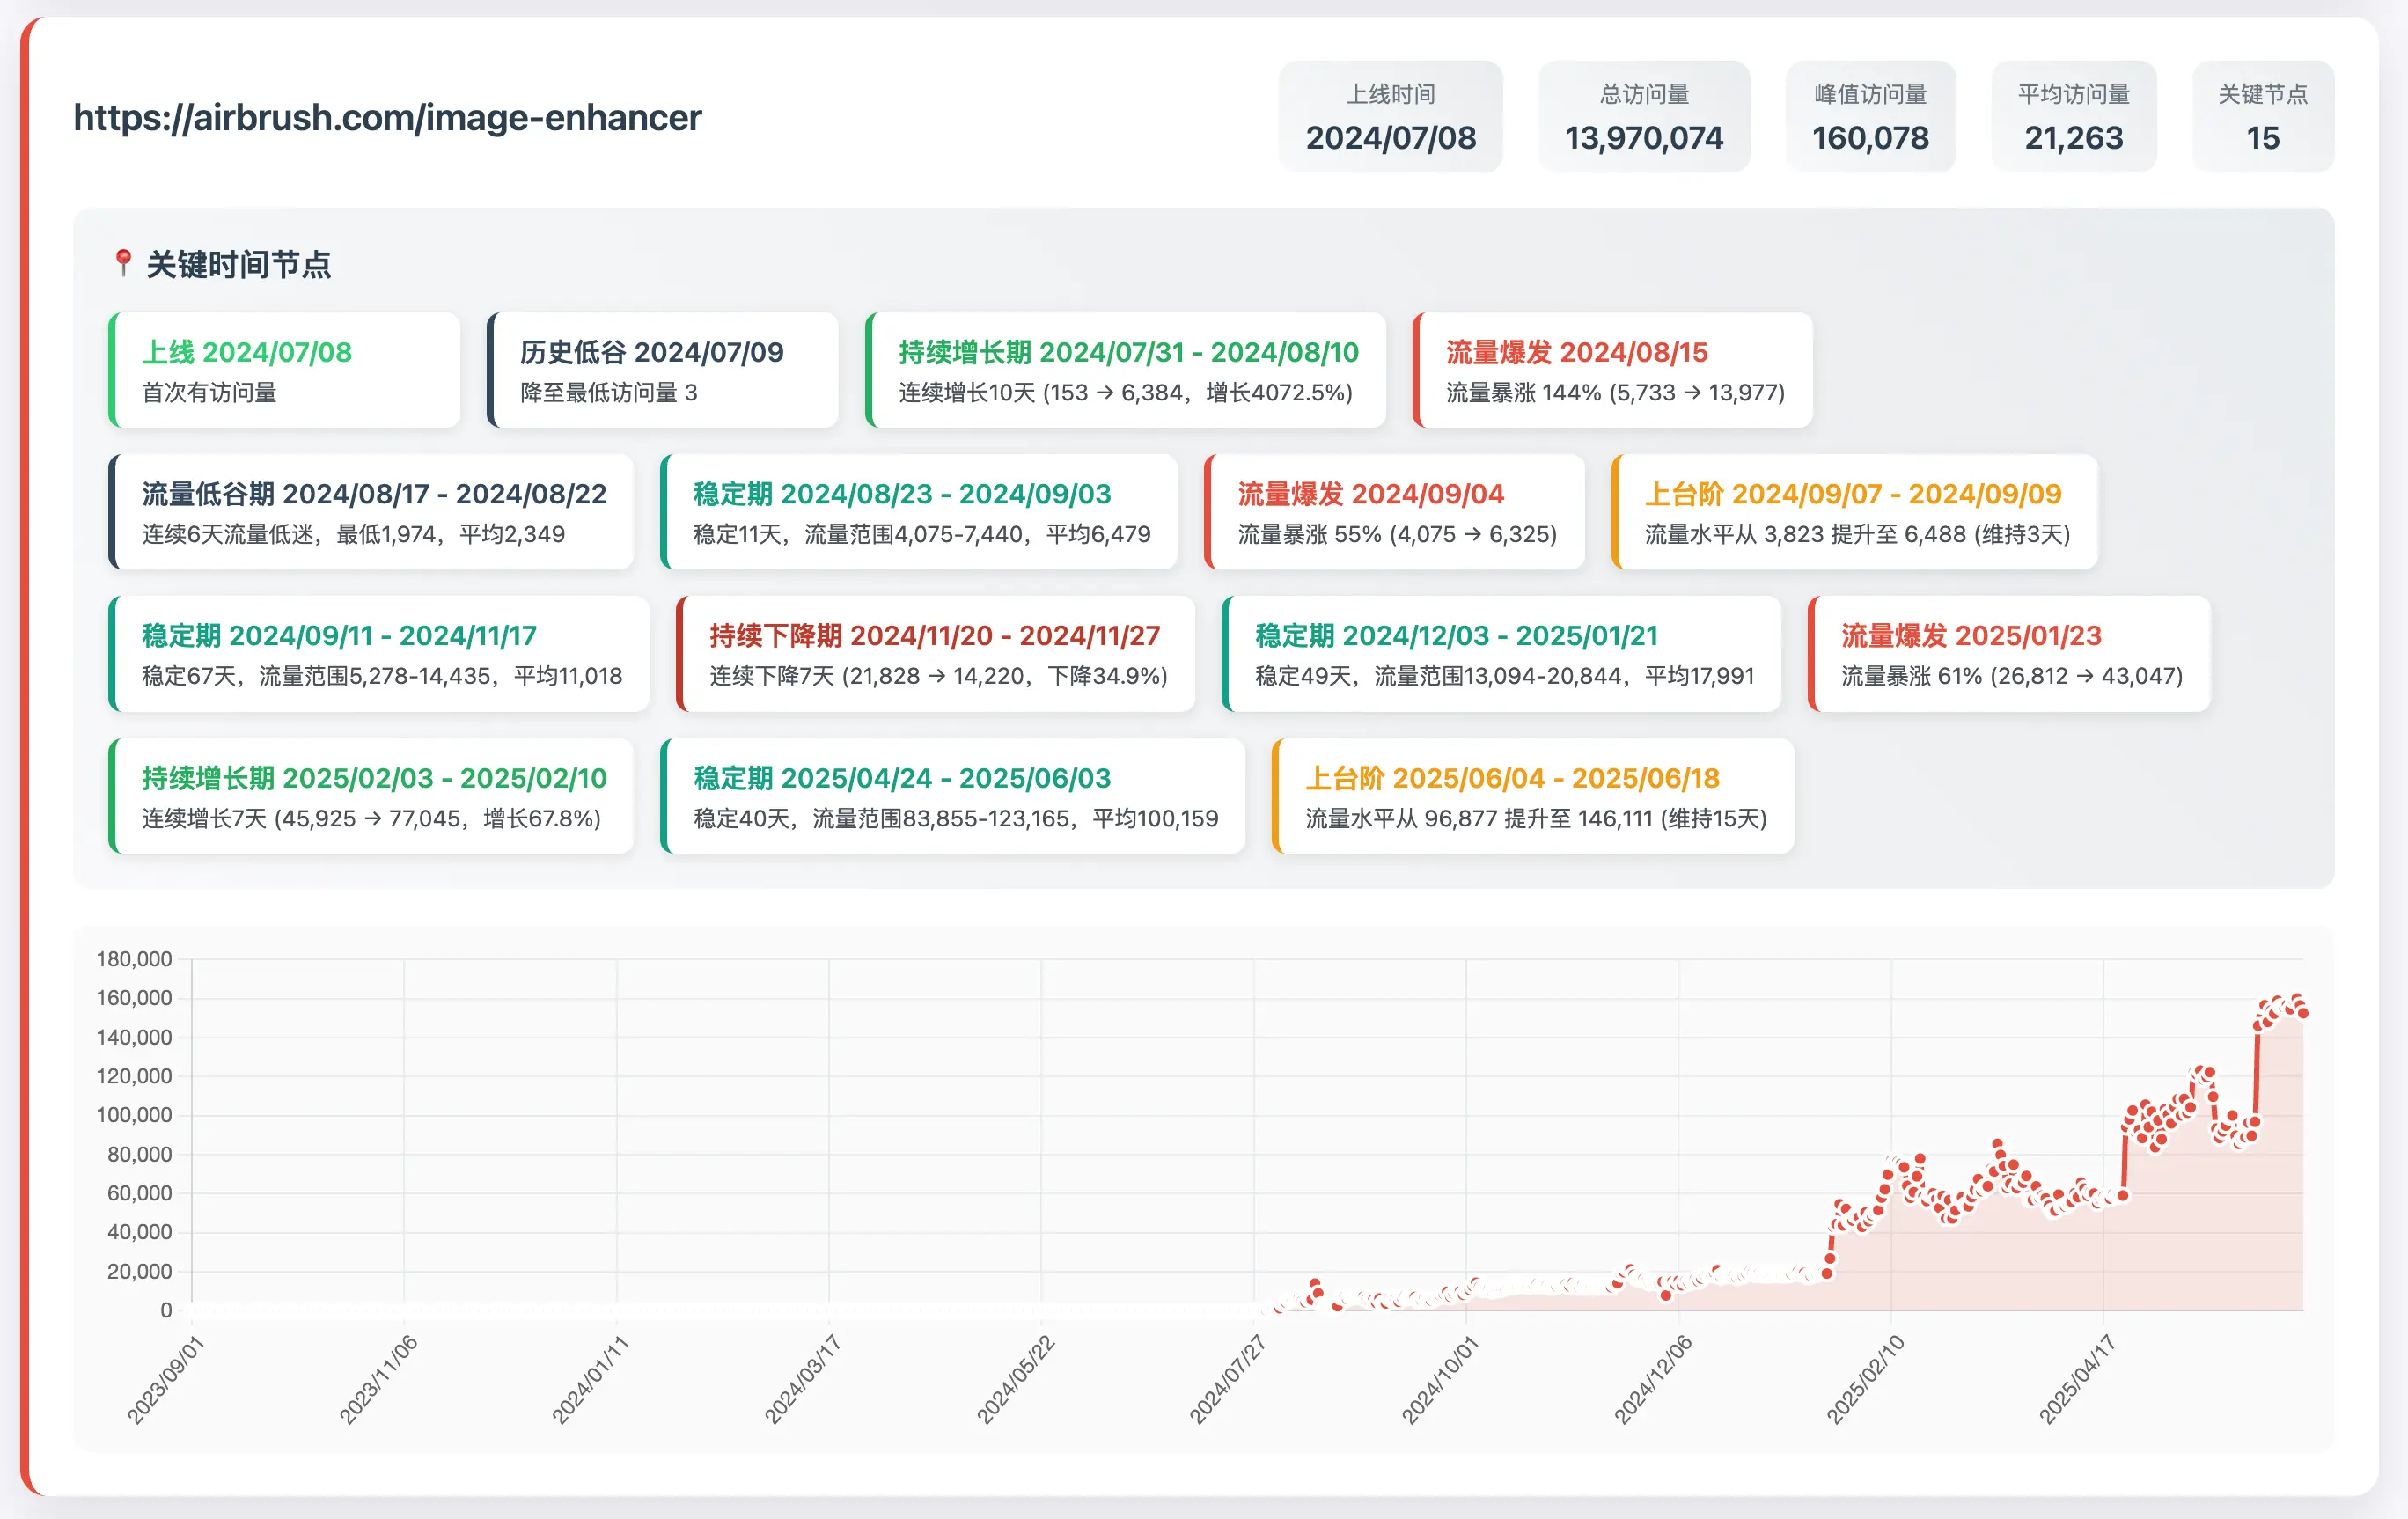 https://airbrush.com/image-enhancer
上线时间
2024/07/08
总访问量
13,970,074
峰值访问量
160,078
平均访问量
21,263
关键节点
15
📍 关键时间节点
上线 2024/07/08
首次有访问量
历史低谷 2024/07/09
降至最低访问量 3
持续增长期 2024/07/31 - 2024/08/10
连续增长10天 (153 → 6,384，增长4072.5%)
流量爆发 2024/08/15
流量暴涨 144% (5,733 → 13,977)
流量低谷期 2024/08/17 - 2024/08/22
连续6天流量低迷，最低1,974，平均2,349
稳定期 2024/08/23 - 2024/09/03
稳定11天，流量范围4,075-7,440，平均6,479
流量爆发 2024/09/04
流量暴涨 55% (4,075 → 6,325)
上台阶 2024/09/07 - 2024/09/09
流量水平从 3,823 提升至 6,488 (维持3天)
稳定期 2024/09/11 - 2024/11/17
稳定67天，流量范围5,278-14,435，平均11,018
持续下降期 2024/11/20 - 2024/11/27
连续下降7天 (21,828 → 14,220，下降34.9%)
稳定期 2024/12/03 - 2025/01/21
稳定49天，流量范围13,094-20,844，平均17,991
流量爆发 2025/01/23
流量暴涨 61% (26,812 → 43,047)
持续增长期 2025/02/03 - 2025/02/10
连续增长7天 (45,925 → 77,045，增长67.8%)
稳定期 2025/04/24 - 2025/06/03
稳定40天，流量范围83,855-123,165，平均100,159
上台阶 2025/06/04 - 2025/06/18
流量水平从 96,877 提升至 146,111 (维持15天)
180,000
160,000
140,000
120,000
100,000
80,000
60,000
40,000
20,000
0
2023/09/01
2023/11/06
2024/01/11
2024/03/17
2024/05/22
2024/07/27
2024/10/01
2024/12/06
2025/02/10
2025/04/17